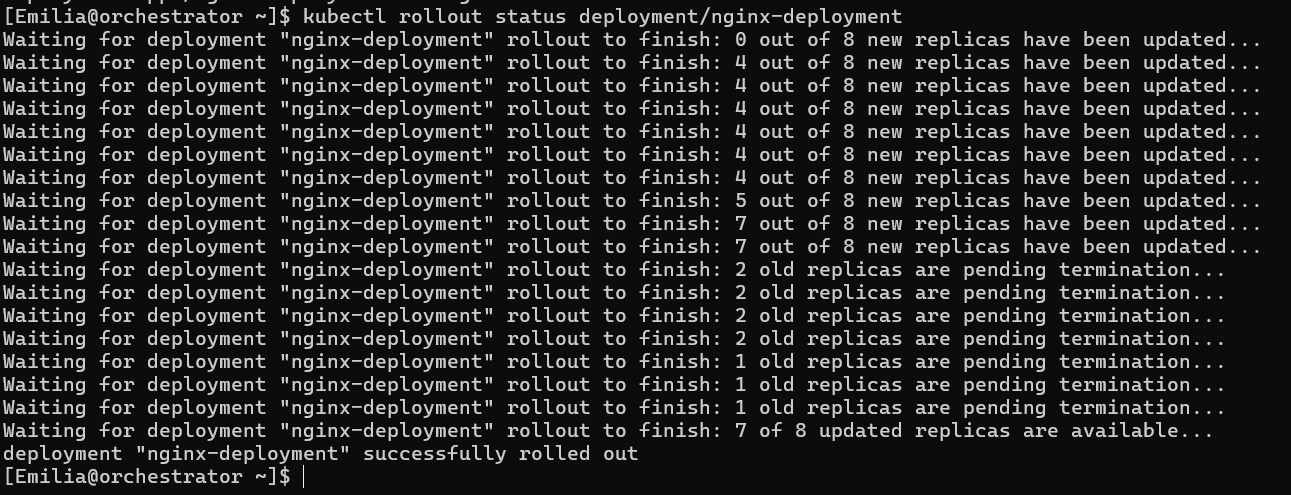 [Emilia@orchestrator ~]$ kubectl rollout status deployment/nginx-deployment
Waiting for deployment "nginx-deployment" rollout to finish: 0 out of 8 new replicas have been updated...
Waiting for deployment "nginx-deployment" rollout to finish: 4 out of 8 new replicas have been updated...
Waiting for deployment "nginx-deployment" rollout to finish: 4 out of 8 new replicas have been updated...
Waiting for deployment "nginx-deployment" rollout to finish: 4 out of 8 new replicas have been updated...
Waiting for deployment "nginx-deployment" rollout to finish: 4 out of 8 new replicas have been updated...
Waiting for deployment "nginx-deployment" rollout to finish: 4 out of 8 new replicas have been updated...
Waiting for deployment "nginx-deployment" rollout to finish: 4 out of 8 new replicas have been updated...
Waiting for deployment "nginx-deployment" rollout to finish: 5 out of 8 new replicas have been updated...
Waiting for deployment "nginx-deployment" rollout to finish: 7 out of 8 new replicas have been updated...
Waiting for deployment "nginx-deployment" rollout to finish: 7 out of 8 new replicas have been updated...
Waiting for deployment "nginx-deployment" rollout to finish: 2 old replicas are pending termination...
Waiting for deployment "nginx-deployment" rollout to finish: 2 old replicas are pending termination...
Waiting for deployment "nginx-deployment" rollout to finish: 2 old replicas are pending termination...
Waiting for deployment "nginx-deployment" rollout to finish: 2 old replicas are pending termination...
Waiting for deployment "nginx-deployment" rollout to finish: 1 old replicas are pending termination...
Waiting for deployment "nginx-deployment" rollout to finish: 1 old replicas are pending termination...
Waiting for deployment "nginx-deployment" rollout to finish: 1 old replicas are pending termination...
Waiting for deployment "nginx-deployment" rollout to finish: 7 of 8 updated replicas are available...
deployment "nginx-deployment" successfully rolled out
[Emilia@orchestrator ~]$